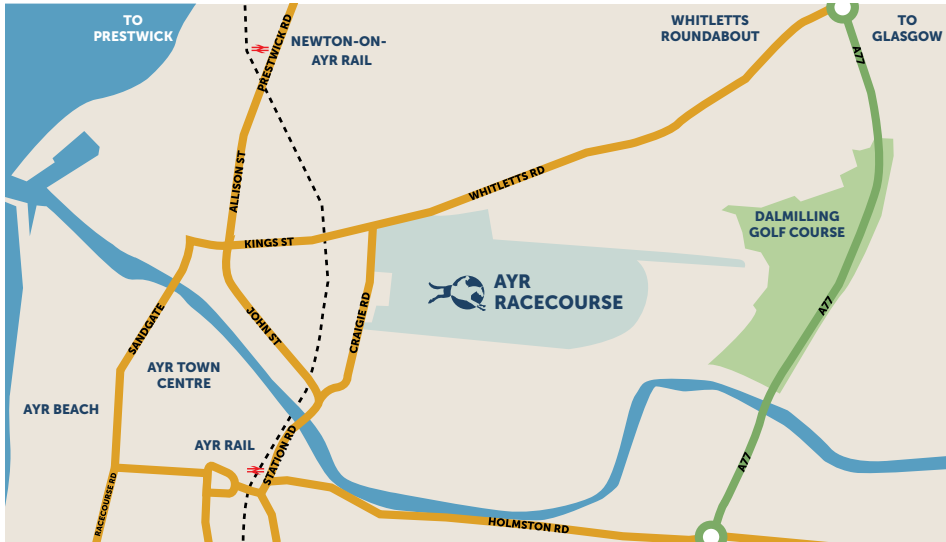 TO
PRESTWICK
NEWTON-ON-
AYR RAIL
PRESTWICK RD
WHITLETTS
ROUNDABOUT
TO
GLASGOW
A77
ALLISON ST
WHITLETTS RD
KINGS ST
DALMILLING
GOLF COURSE
AYR
RACECOURSE
SANDGATE
JOHN ST
CRAIGIE RD
A77
AYR TOWN
CENTRE
AYR BEACH
AYR RAIL
STATION RD
A77
RACECOURSE RD
HOLMSTON RD